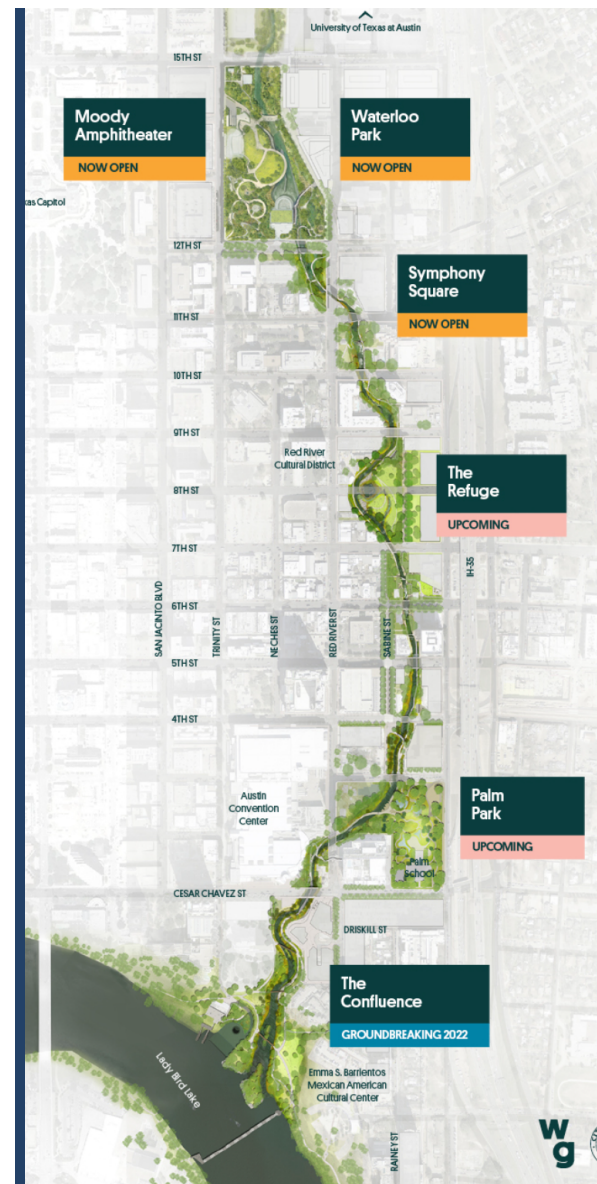 University of Texas at Austin
15TH ST
Moody
Amphitheater
NOW OPEN
Waterloo
Park
NOW OPEN
as Capitol
12TH ST
Symphony
Square
NOW OPEN
11TH ST
10TH ST
9TH ST
Red River
Cultural District
The
Refuge
UPCOMING
8TH ST
7TH ST
IH-35
SAN JACINTO BLVD
TRINITY ST
NECHES ST
RED RIVER ST
SABINE ST
6TH ST
5TH ST
4TH ST
Austin
Convention
Center
Palm
Park
UPCOMING
Palm
School
CESAR CHAVEZ ST
DRISKILL ST
The
Confluence
GROUNDBREAKING 2022
Lady Bird Lake
Emma S. Barrientos
Mexican American
Cultural Center
RAINEY ST
w
g